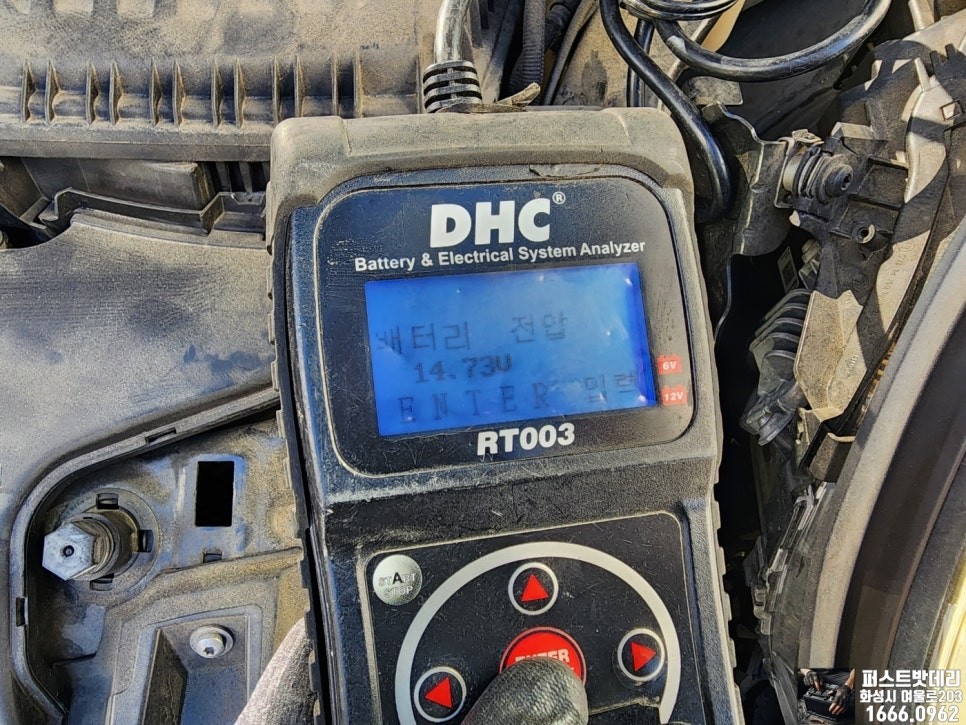 DHC®
Battery & Electrical System Analyzer
배터리 전압
14.73V
ENTER 입력
6V
12V
RT003
START
STOP
A
ENTER
퍼스트밧데리
화성시 여울로203
1666.0962